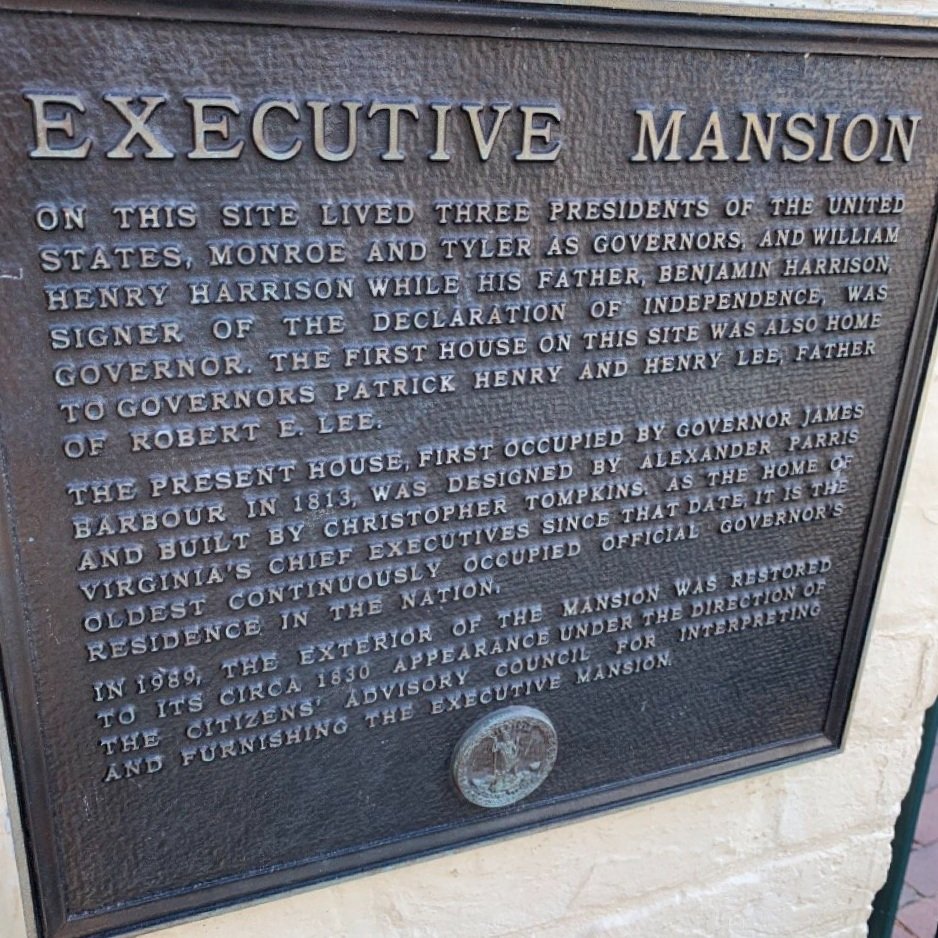 EXECUTIVE MANSION
ON THIS SITE LIVED THREE PRESIDENTS OF THE UNITED
STATES, MONROE AND TYLER AS GOVERNORS, AND WILLIAM
HENRY HARRISON WHILE HIS FATHER, BENJAMIN HARRISON,
SIGNER OF THE DECLARATION OF INDEPENDENCE, WAS
GOVERNOR. THE FIRST HOUSE ON THIS SITE WAS ALSO HOME
TO GOVERNORS PATRICK HENRY AND HENRY LEE, FATHER
OF ROBERT E. LEE.
THE PRESENT HOUSE, FIRST OCCUPIED BY GOVERNOR JAMES
BARBOUR IN 1813, WAS DESIGNED BY ALEXANDER PARRIS
AND BUILT BY CHRISTOPHER TOMPKINS. AS THE HOME OF
VIRGINIA'S CHIEF EXECUTIVES SINCE THAT DATE, IT IS THE
OLDEST CONTINUOUSLY OCCUPIED OFFICIAL GOVERNOR'S
RESIDENCE IN THE NATION.
IN 1989, THE EXTERIOR OF THE MANSION WAS RESTORED
TO ITS CIRCA 1830 APPEARANCE UNDER THE DIRECTION OF
THE CITIZENS' ADVISORY COUNCIL FOR INTERPRETING
AND FURNISHING THE EXECUTIVE MANSION.